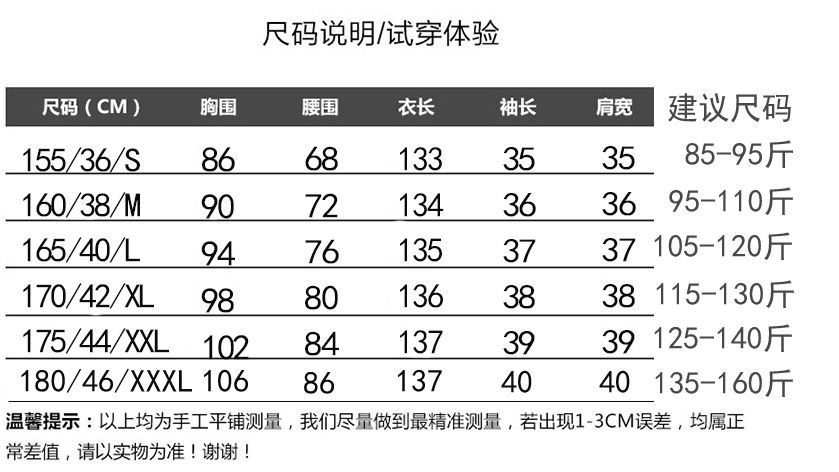 尺码说明/试穿体验
尺码（CM） 胸围 腰围 衣长 袖长 肩宽 建议尺码
155/36/S 86 68 133 35 35 85-95斤
160/38/M 90 72 134 36 36 95-110斤
165/40/L 94 76 135 37 37 105-120斤
170/42/XL 98 80 136 38 38 115-130斤
175/44/XXL 102 84 137 39 39 125-140斤
180/46/XXXL 106 86 137 40 40 135-160斤
温馨提示：以上均为手工平铺测量，我们尽量做到最精准测量，若出现1-3CM误差，均属正
常差值，请以实物为准！谢谢！